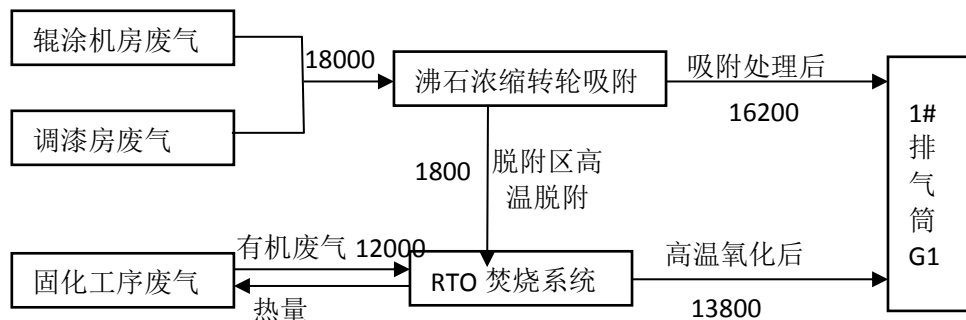 辊涂机房废气
18000
沸石浓缩转轮吸附
吸附处理后
16200
调漆房废气
1800
脱附区高
温脱附
1#
排
气
筒
G1
有机废气 12000
固化工序废气
热量
RTO 焚烧系统
高温氧化后
13800